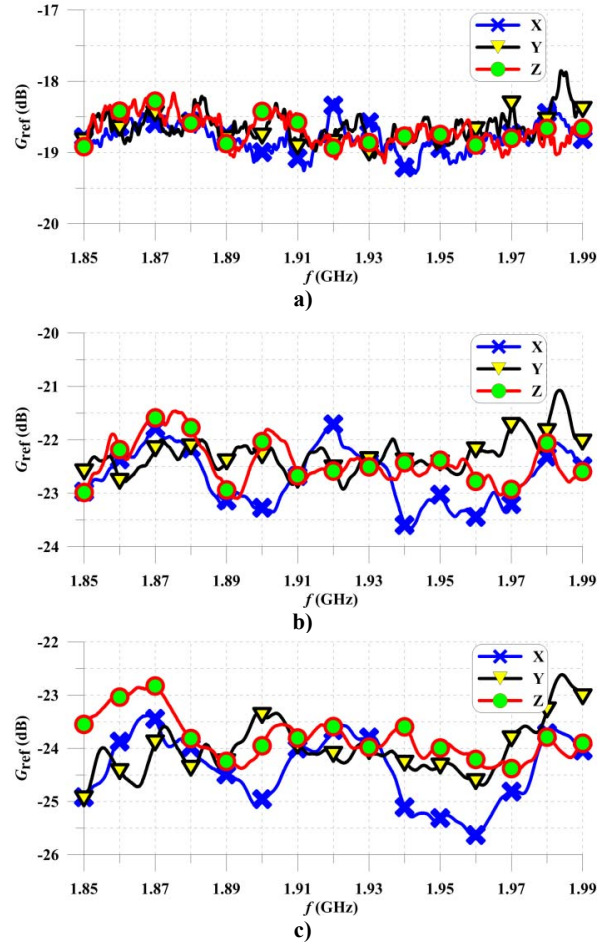 -17
X
Y
Z
-18
G_ref (dB)
-19
-20
1.85 1.87 1.89 1.91 1.93 1.95 1.97 1.99
f (GHz)
a)
-20
X
Y
Z
-21
-22
G_ref (dB)
-23
-24
1.85 1.87 1.89 1.91 1.93 1.95 1.97 1.99
f (GHz)
b)
-22
X
Y
Z
-23
-24
G_ref (dB)
-25
-26
1.85 1.87 1.89 1.91 1.93 1.95 1.97 1.99
f (GHz)
c)